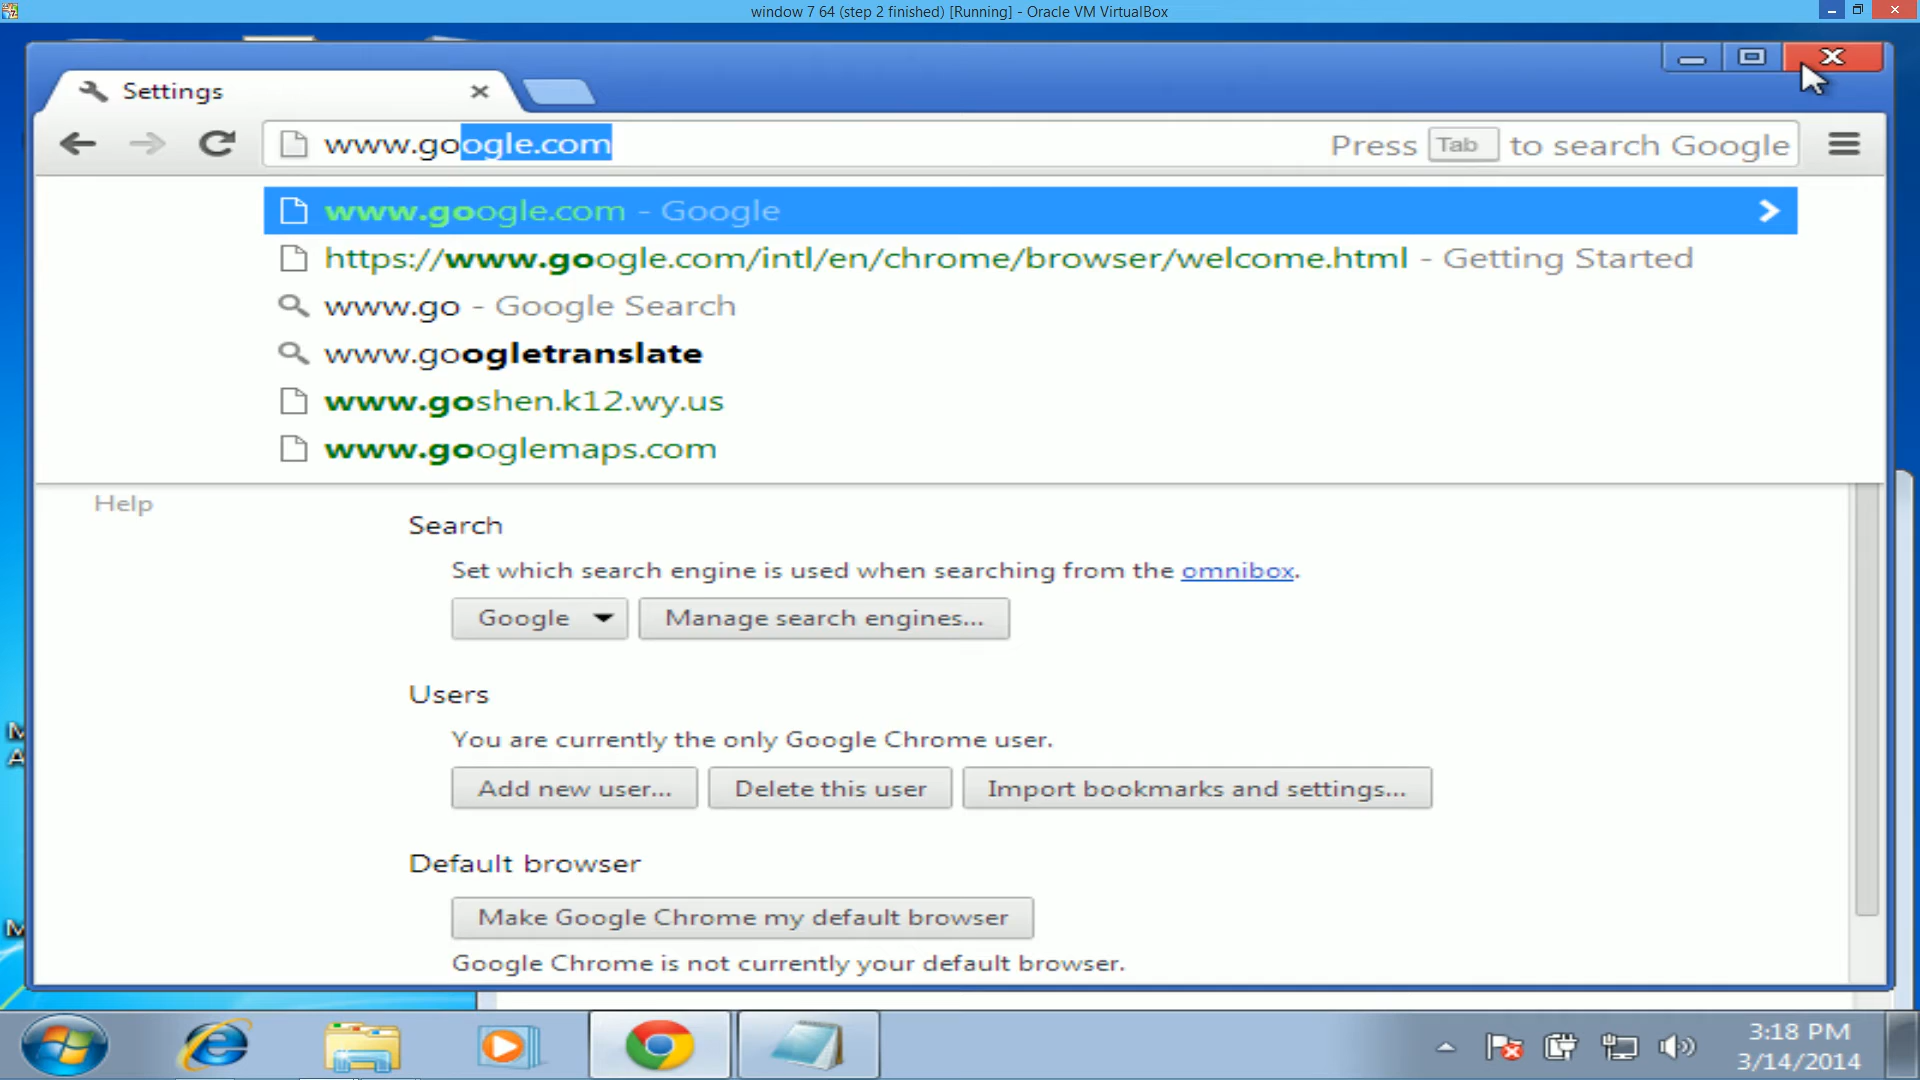 window 7 64 (step 2 finished) [Running] - Oracle VM VirtualBox
Settings
www.google.com
Press Tab to search Google
www.google.com - Google
https://www.google.com/intl/en/chrome/browser/welcome.html - Getting Started
www.go - Google Search
www.googletranslate
www.goshen.k12.wy.us
www.googlemaps.com
Help
Search
Set which search engine is used when searching from the omnibox.
Google
Manage search engines...
Users
You are currently the only Google Chrome user.
Add new user...
Delete this user
Import bookmarks and settings...
Default browser
Make Google Chrome my default browser
Google Chrome is not currently your default browser.
3:18 PM
3/14/2014